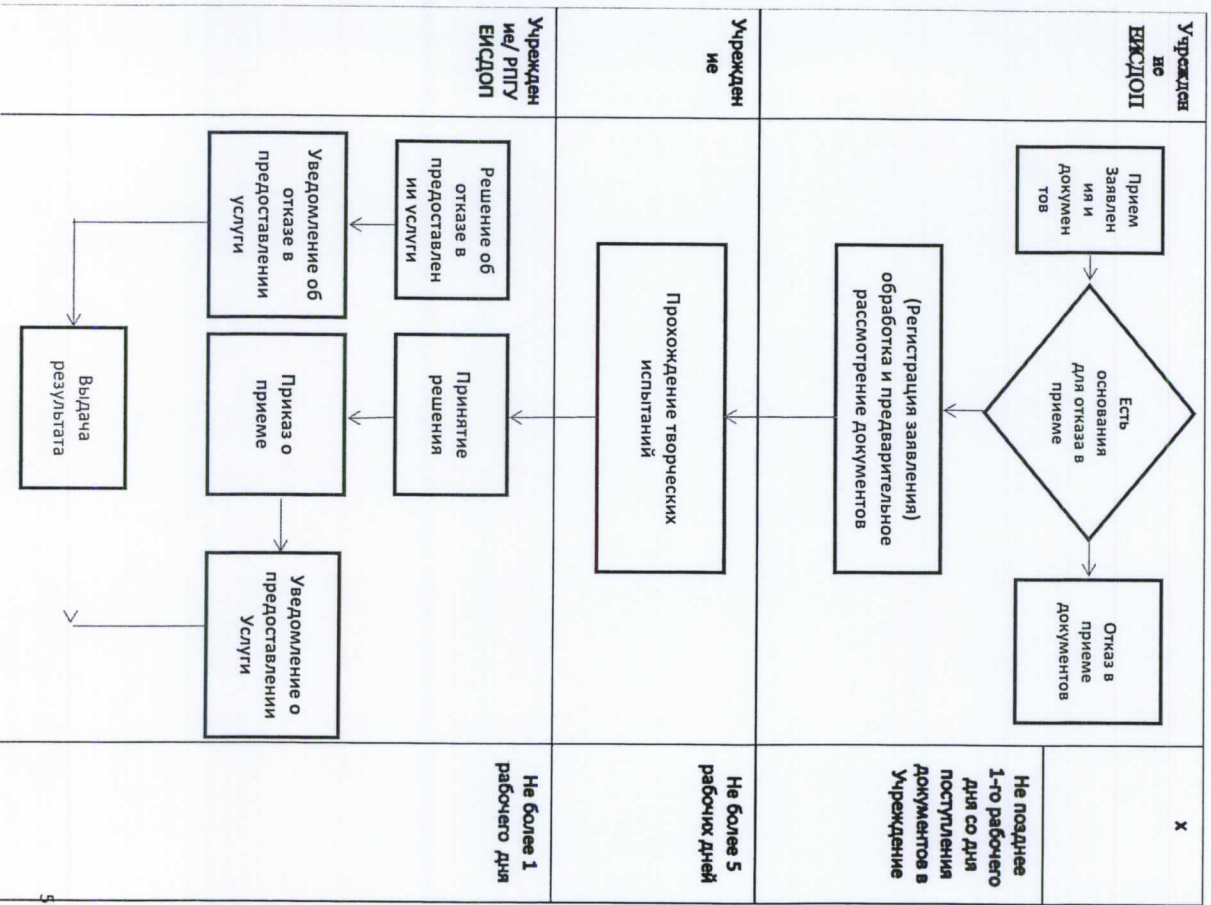 Учрежден
ие
ЕИСДОП
Прием
Заявлен
ия и
докумен
тов
Есть
основания
для отказа в
приеме
Отказ в
приеме
документов
х
(Регистрация заявления)
обработка и предварительное
рассмотрение документов
Не позднее
1-го рабочего
дня со дня
поступления
документов в
Учреждение
Учрежден
ие
Прохождение творческих
испытаний
Не более 5
рабочих дней
Учрежден
ие/ РПГУ
ЕИСДОП
Решение об
отказе в
предоставлен
ии услуги
Принятие
решения
Не более 1
рабочего дня
Уведомление об
отказе в
предоставлении
услуги
Приказ о
приеме
Уведомление о
предоставлении
Услуги
Выдача
результата
5